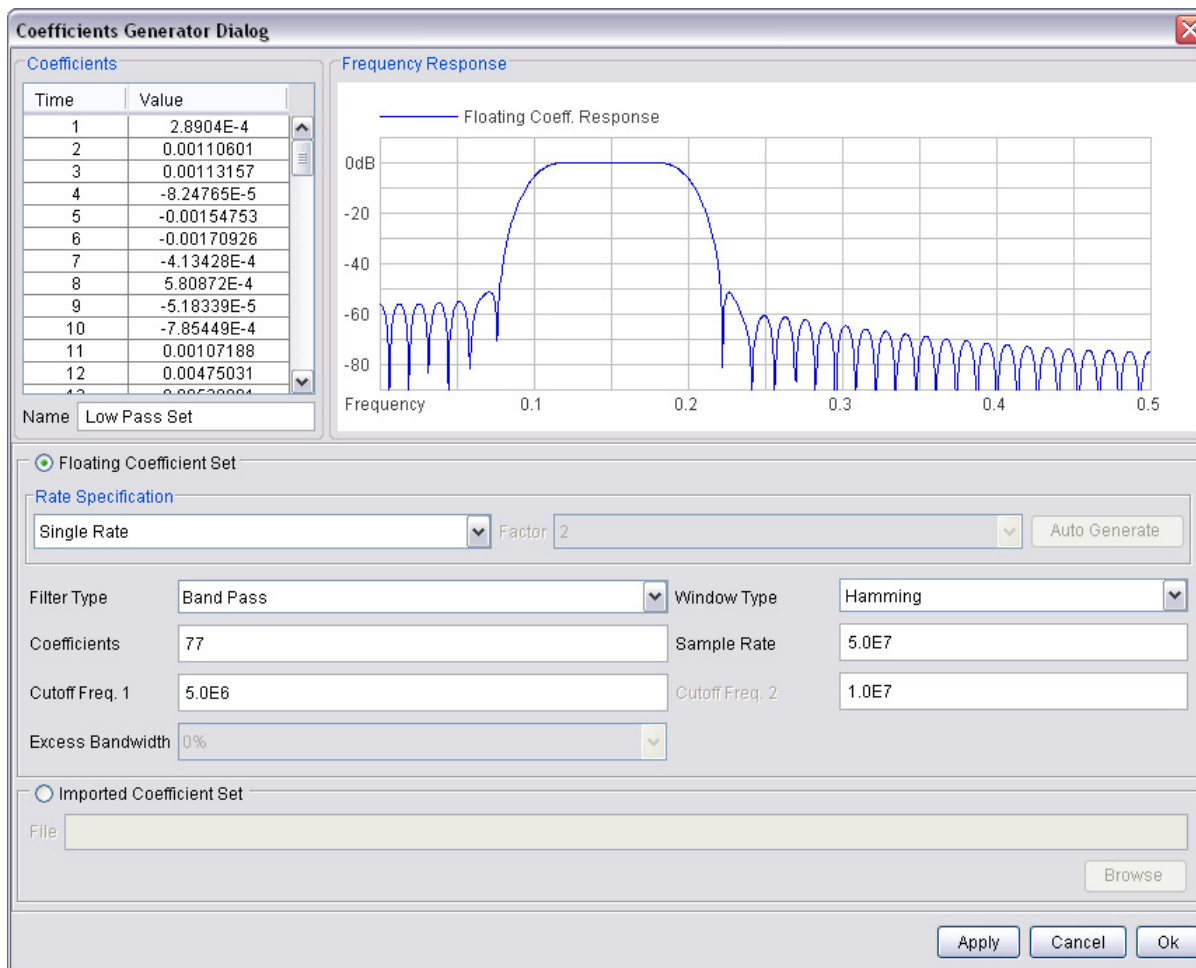 Coefficients Generator Dialog
Coefficients
Time Value
1 2.8904E-4
2 0.00110601
3 0.00113157
4 -8.24765E-5
5 -0.00154753
6 -0.00170926
7 -4.13428E-4
8 5.80872E-4
9 -5.18339E-5
10 -7.85449E-4
11 0.00107188
12 0.00475031
Name Low Pass Set
Frequency Response
Floating Coeff. Response
0dB
-20
-40
-60
-80
Frequency 0.1 0.2 0.3 0.4 0.5
Floating Coefficient Set
Rate Specification
Single Rate Factor 2 Auto Generate
Filter Type Band Pass Window Type Hamming
Coefficients 77 Sample Rate 5.0E7
Cutoff Freq. 1 5.0E6 Cutoff Freq. 2 1.0E7
Excess Bandwidth 0%
Imported Coefficient Set
File
Browse
Apply Cancel Ok